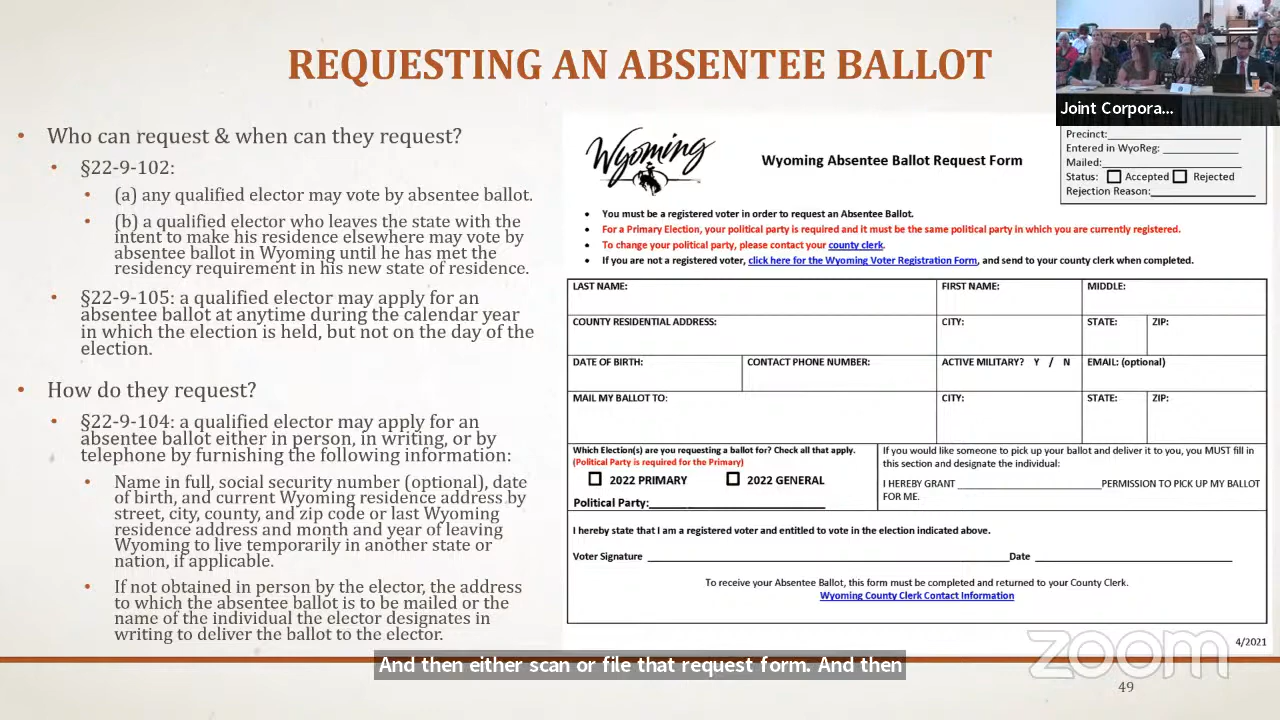 REQUESTING AN ABSENTEE BALLOT
Joint Corpora...
• Who can request & when can they request?
• §22-9-102:
• (a) any qualified elector may vote by absentee ballot.
• (b) a qualified elector who leaves the state with the
intent to make his residence elsewhere may vote by
absentee ballot in Wyoming until he has met the
residency requirement in his new state of residence.
• §22-9-105: a qualified elector may apply for an
absentee ballot at anytime during the calendar year
in which the election is held, but not on the day of the
election.
• How do they request?
• §22-9-104: a qualified elector may apply for an
absentee ballot either in person, in writing, or by
telephone by furnishing the following information:
• Name in full, social security number (optional), date
of birth, and current Wyoming residence address by
street, city, county, and zip code or last Wyoming
residence address and month and year of leaving
Wyoming to live temporarily in another state or
nation, if applicable.
• If not obtained in person by the elector, the address
to which the absentee ballot is to be mailed or the
name of the individual the elector designates in
writing to deliver the ballot to the elector.
Wyoming
Wyoming Absentee Ballot Request Form
Precinct:
Entered in WyoReg:
Mailed:
Status: Accepted Rejected
Rejection Reason:
• You must be a registered voter in order to request an Absentee Ballot.
• For a Primary Election, your political party is required and it must be the same political party in which you are currently registered.
• To change your political party, please contact your county clerk.
• If you are not a registered voter, click here for the Wyoming Voter Registration Form, and send to your county clerk when completed.
LAST NAME: FIRST NAME: MIDDLE:
COUNTY RESIDENTIAL ADDRESS: CITY: STATE: ZIP:
DATE OF BIRTH: CONTACT PHONE NUMBER: ACTIVE MILITARY? Y / N EMAIL: (optional)
MAIL MY BALLOT TO: CITY: STATE: ZIP:
Which Election(s) are you requesting a ballot for? Check all that apply.
(Political Party is required for the Primary)
2022 PRIMARY 2022 GENERAL
Political Party:
If you would like someone to pick up your ballot and deliver it to you, you MUST fill in
this section and designate the individual:
I HEREBY GRANT PERMISSION TO PICK UP MY BALLOT
FOR ME.
I hereby state that I am a registered voter and entitled to vote in the election indicated above.
Voter Signature Date
To receive your Absentee Ballot, this form must be completed and returned to your County Clerk.
Wyoming County Clerk Contact Information
4/2021
zoom
And then either scan or file that request form. And then
49